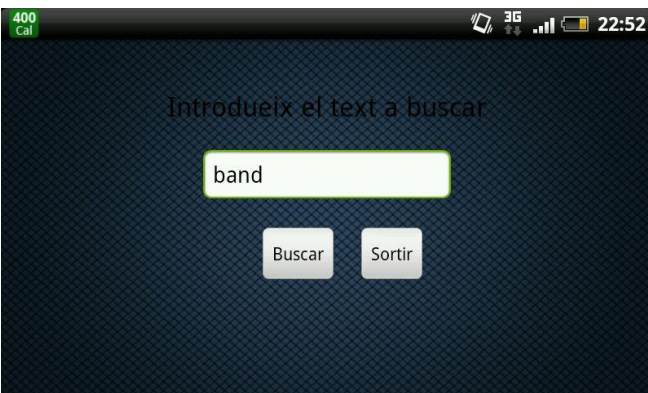 400
Cal
3G
22:52
Introdueix el text a buscar
band
Buscar
Sortir